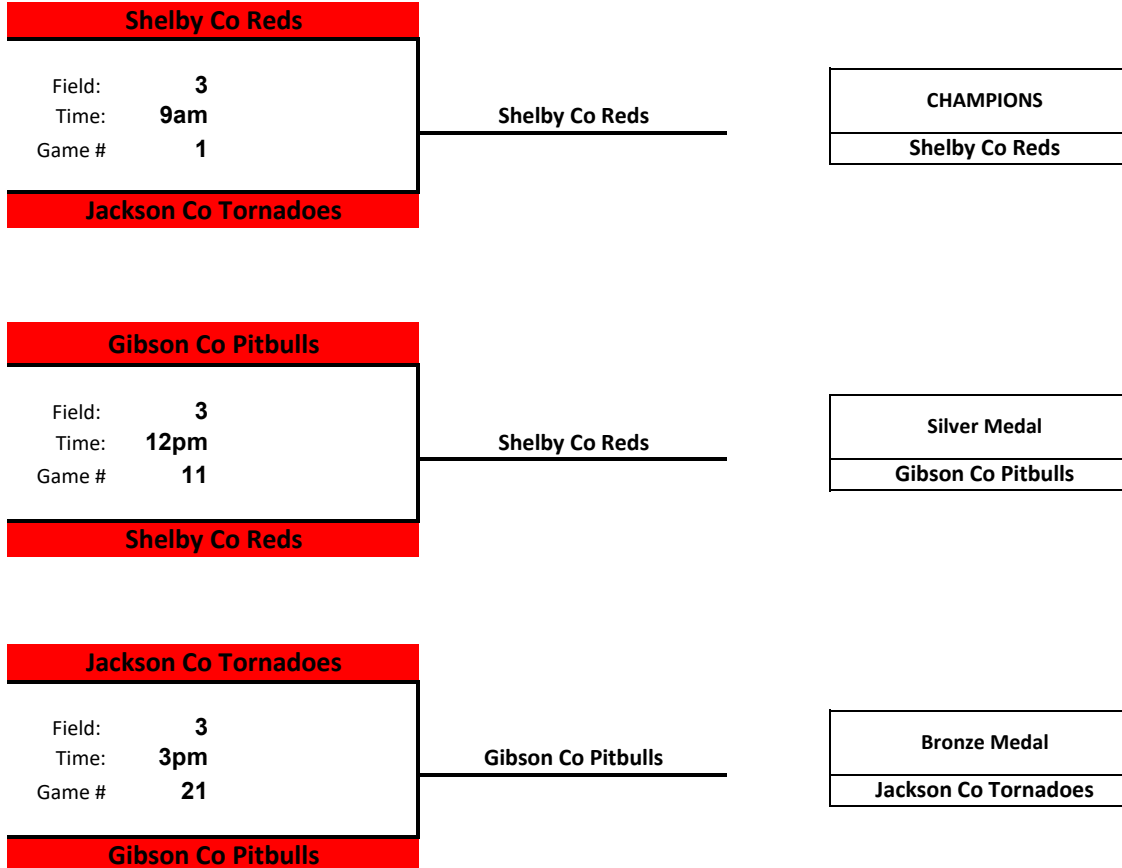 Shelby Co Reds
Field: 3
Time: 9am
Game # 1
Shelby Co Reds
Jackson Co Tornadoes
CHAMPIONS
Shelby Co Reds
Gibson Co Pitbulls
Field: 3
Time: 12pm
Game # 11
Shelby Co Reds
Shelby Co Reds
Silver Medal
Gibson Co Pitbulls
Jackson Co Tornadoes
Field: 3
Time: 3pm
Game # 21
Gibson Co Pitbulls
Gibson Co Pitbulls
Bronze Medal
Jackson Co Tornadoes